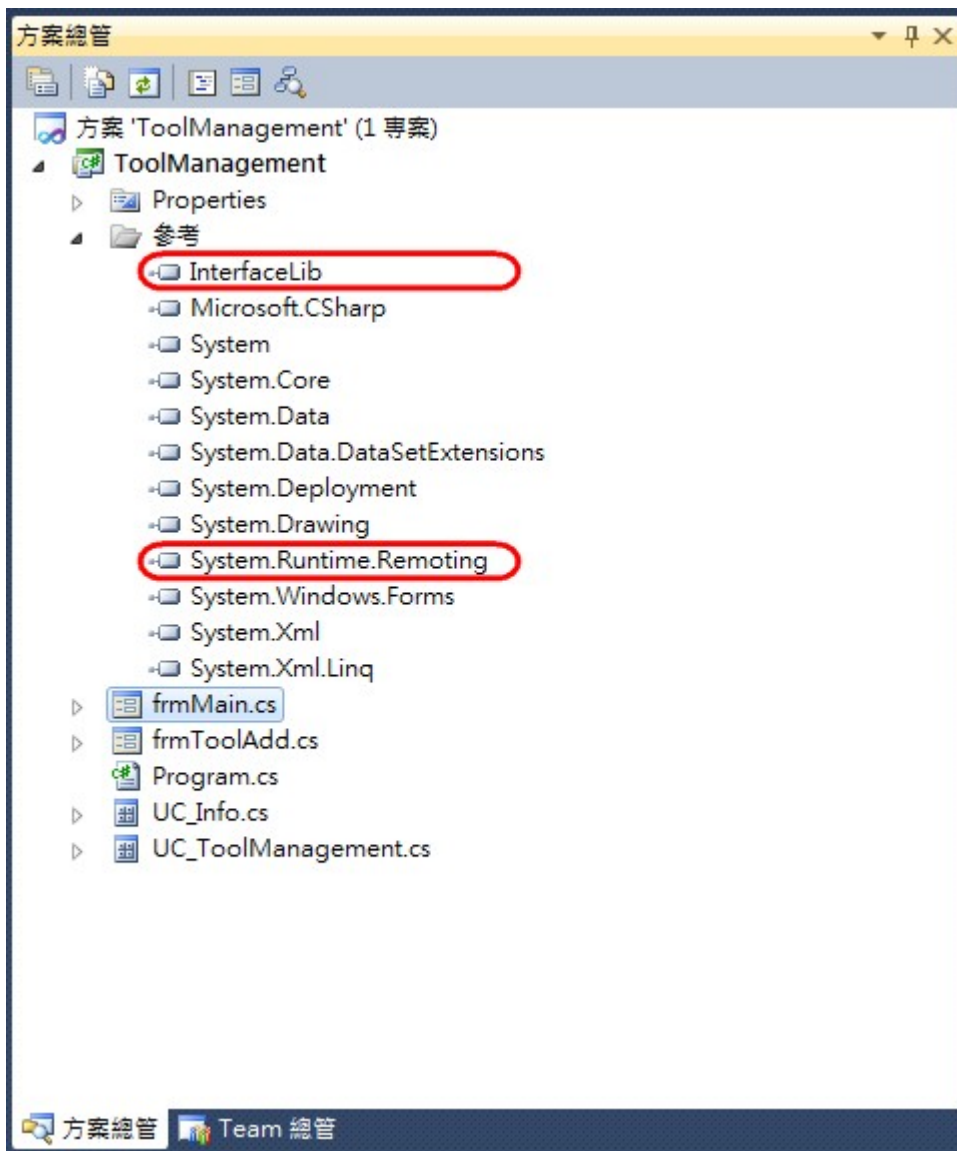 方案總管
方案 'ToolManagement' (1 專案)
ToolManagement
Properties
參考
InterfaceLib
Microsoft.CSharp
System
System.Core
System.Data
System.Data.DataSetExtensions
System.Deployment
System.Drawing
System.Runtime.Remoting
System.Windows.Forms
System.Xml
System.Xml.Linq
frmMain.cs
frmToolAdd.cs
Program.cs
UC_Info.cs
UC_ToolManagement.cs
方案總管 Team 總管